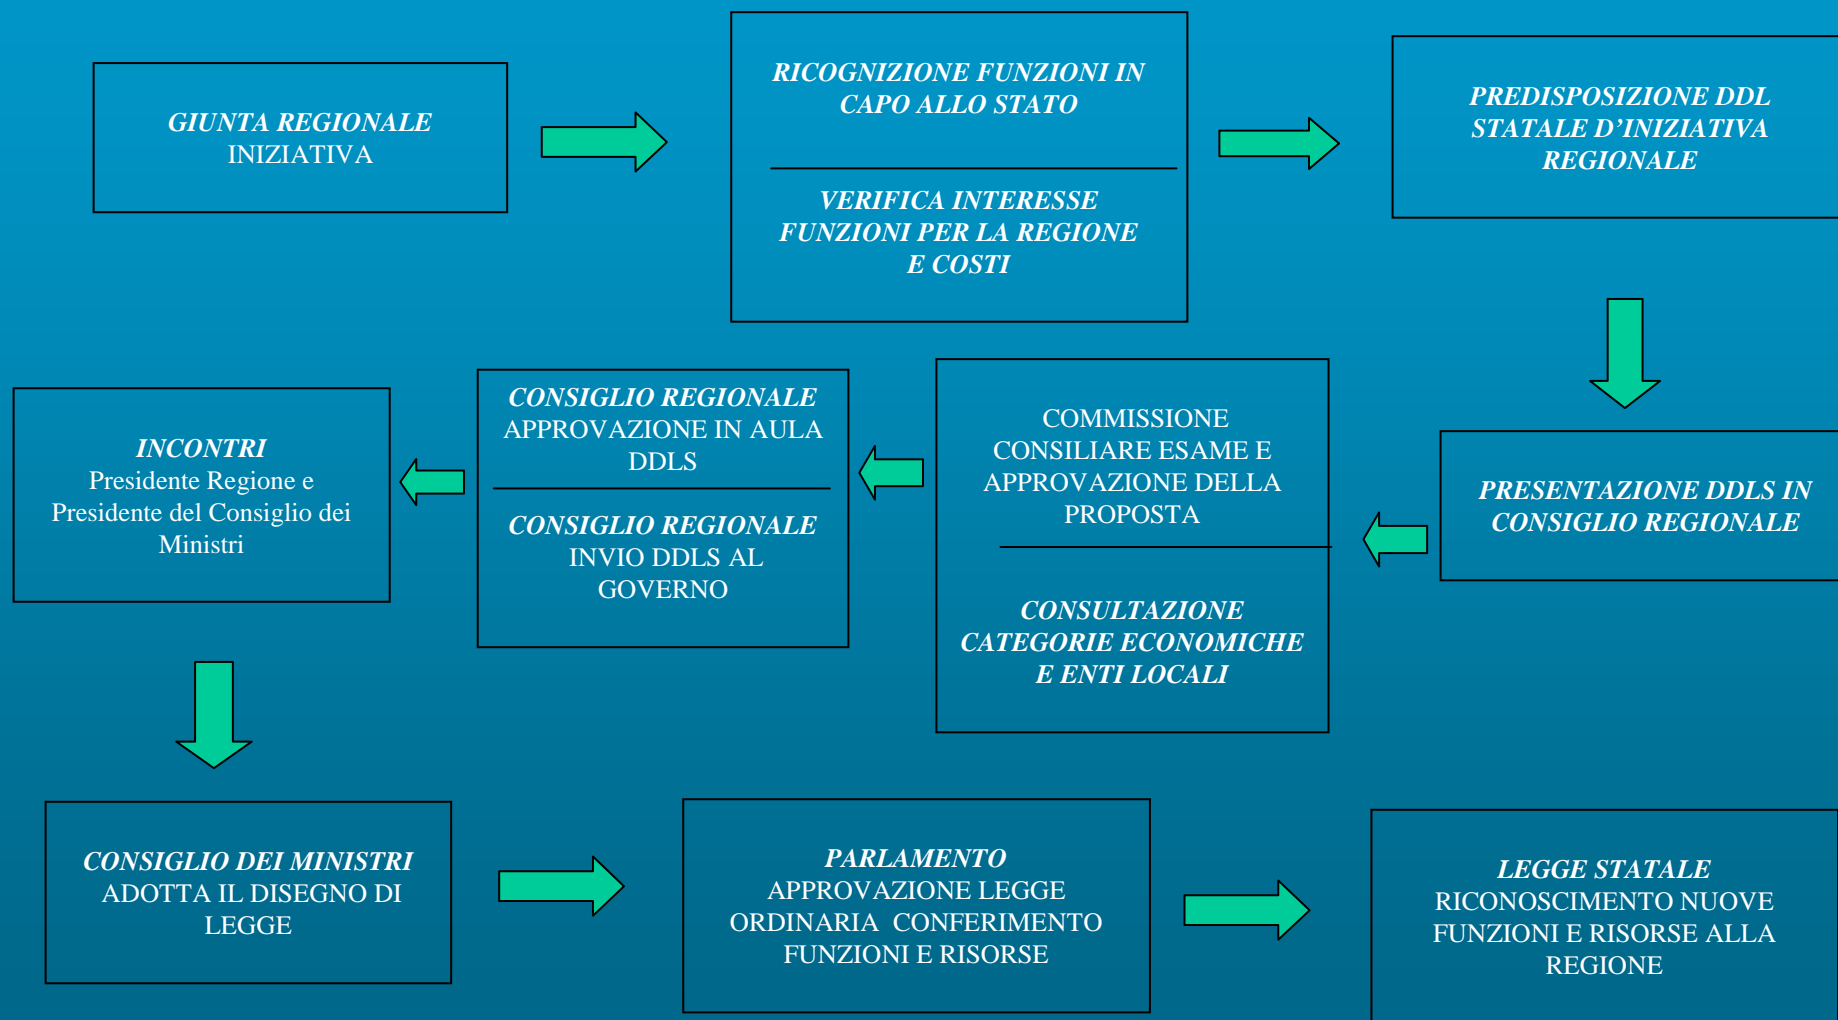 GIUNTA REGIONALE
INIZIATIVA
RICOGNIZIONE FUNZIONI IN
CAPO ALLO STATO
VERIFICA INTERESSE
FUNZIONI PER LA REGIONE
E COSTI
PREDISPOSIZIONE DDL
STATALE D’INIZIATIVA
REGIONALE
PRESENTAZIONE DDLS IN
CONSIGLIO REGIONALE
COMMISSIONE
CONSILIARE ESAME E
APPROVAZIONE DELLA
PROPOSTA
CONSULTAZIONE
CATEGORIE ECONOMICHE
E ENTI LOCALI
CONSIGLIO REGIONALE
APPROVAZIONE IN AULA
DDLS
CONSIGLIO REGIONALE
INVIO DDLS AL
GOVERNO
INCONTRI
Presidente Regione e
Presidente del Consiglio dei
Ministri
CONSIGLIO DEI MINISTRI
ADOTTA IL DISEGNO DI
LEGGE
PARLAMENTO
APPROVAZIONE LEGGE
ORDINARIA CONFERIMENTO
FUNZIONI E RISORSE
LEGGE STATALE
RICONOSCIMENTO NUOVE
FUNZIONI E RISORSE ALLA
REGIONE